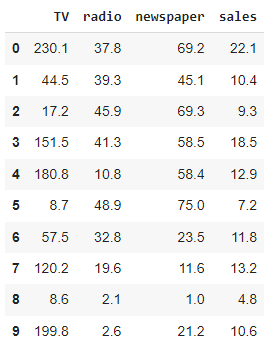 TV radio newspaper sales
0 230.1 37.8 69.2 22.1
1 44.5 39.3 45.1 10.4
2 17.2 45.9 69.3 9.3
3 151.5 41.3 58.5 18.5
4 180.8 10.8 58.4 12.9
5 8.7 48.9 75.0 7.2
6 57.5 32.8 23.5 11.8
7 120.2 19.6 11.6 13.2
8 8.6 2.1 1.0 4.8
9 199.8 2.6 21.2 10.6